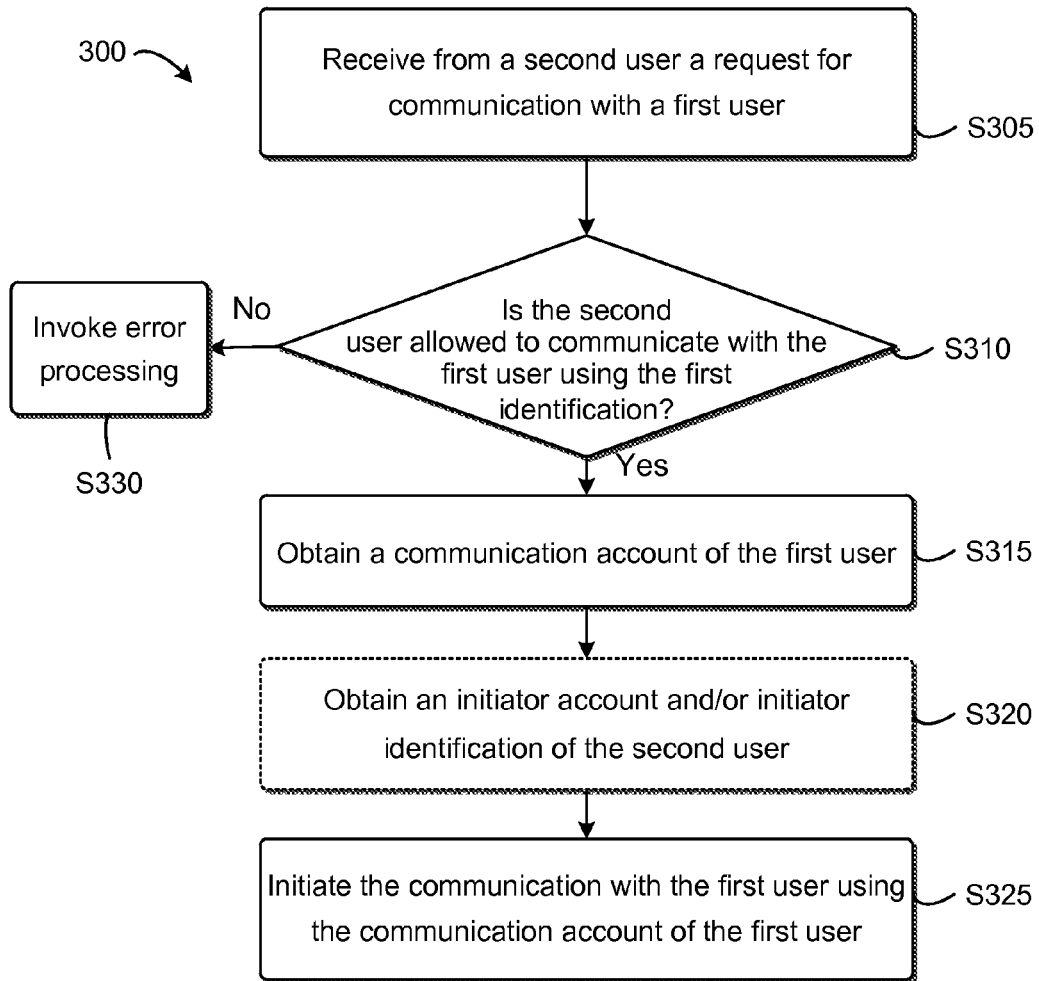 300
Receive from a second user a request for
communication with a first user
S305
Is the second
user allowed to communicate with the
first user using the first
identification?
S310
No
Invoke error
processing
S330
Yes
Obtain a communication account of the first user
S315
Obtain an initiator account and/or initiator
identification of the second user
S320
Initiate the communication with the first user using
the communication account of the first user
S325